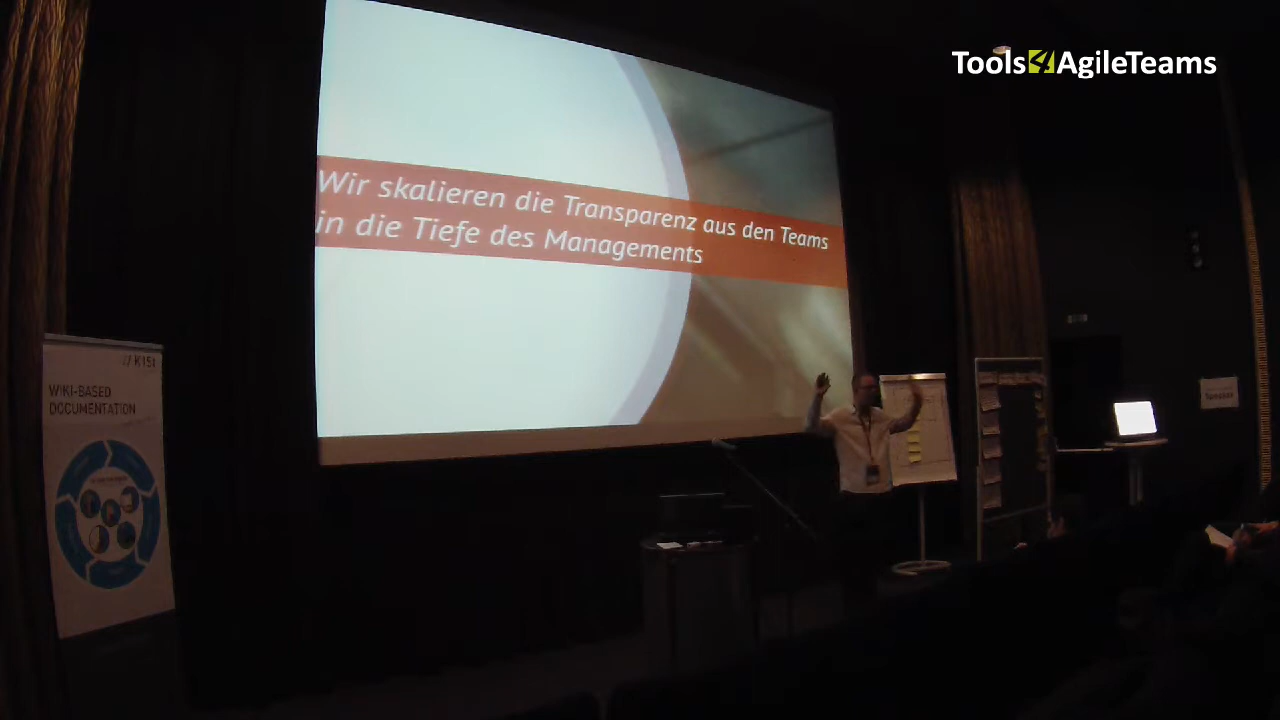 Tools4AgileTeams
Wir skalieren die Transparenz aus den Teams
in die Tiefe des Managements
// K15t
WIKI-BASED
DOCUMENTATION